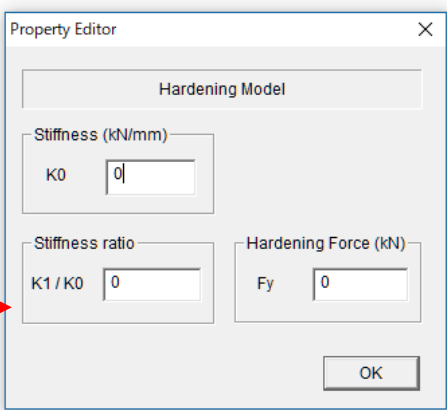 Property Editor
Hardening Model
Stiffness (kN/mm)
K0 0
Stiffness ratio
K1 / K0 0
Hardening Force (kN)
Fy 0
OK